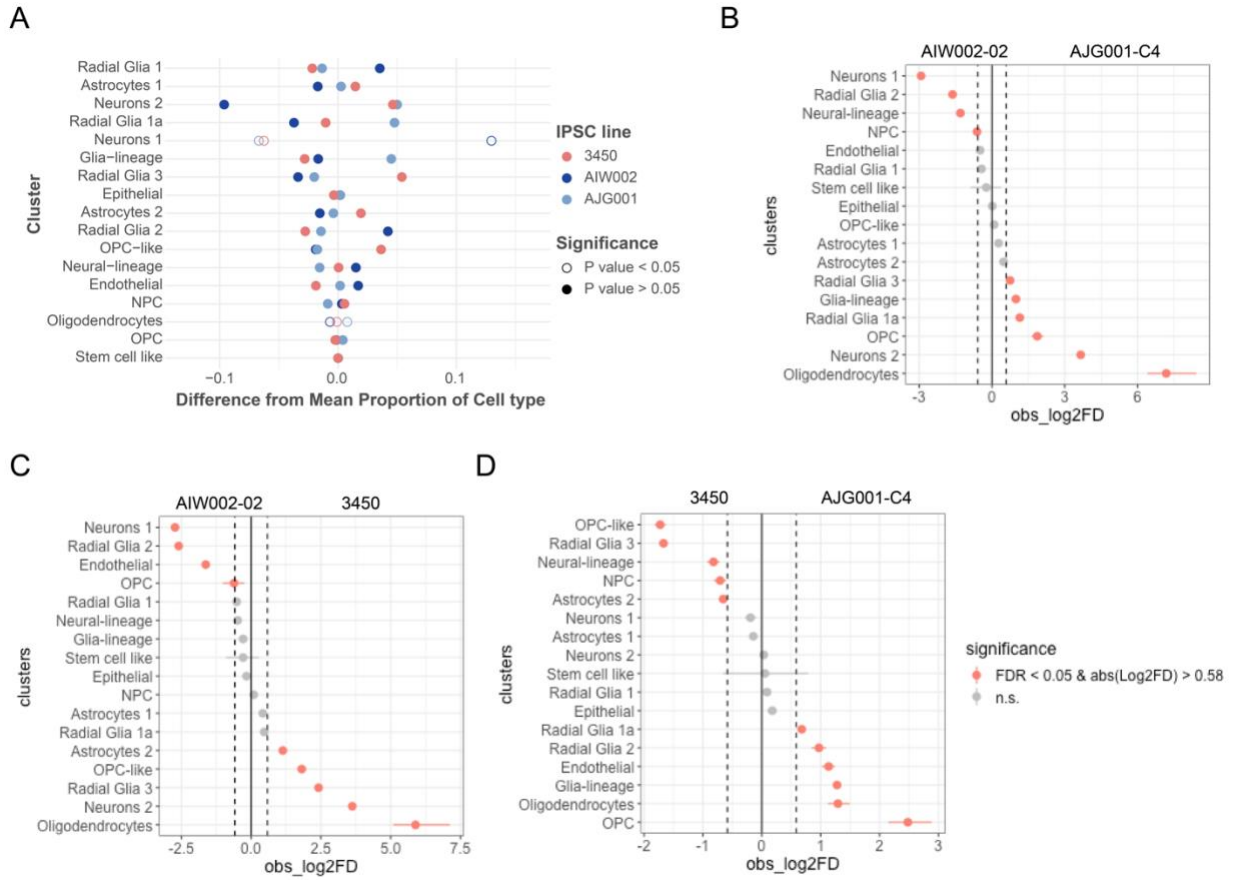 A
Radial Glia 1
Astrocytes 1
Neurons 2
Radial Glia 1a
Neurons 1
Glia−lineage
Radial Glia 3
Epithelial
Astrocytes 2
Radial Glia 2
OPC−like
Neural−lineage
Endothelial
NPC
Oligodendrocytes
OPC
Stem cell like
Cluster
−0.1 0.0 0.1
Difference from Mean Proportion of Cell type
IPSC line
3450
AIW002
AJG001
Significance
P value < 0.05
P value > 0.05
B
AIW002-02 AJG001-C4
Neurons 1
Radial Glia 2
Neural-lineage
NPC
Endothelial
Radial Glia 1
Stem cell like
Epithelial
OPC-like
Astrocytes 1
Astrocytes 2
Radial Glia 3
Glia-lineage
Radial Glia 1a
OPC
Neurons 2
Oligodendrocytes
clusters
-3 0 3 6
obs_log2FD
C
AIW002-02 3450
Neurons 1
Radial Glia 2
Endothelial
OPC
Radial Glia 1
Neural-lineage
Glia-lineage
Stem cell like
Epithelial
NPC
Astrocytes 1
Radial Glia 1a
Astrocytes 2
OPC-like
Radial Glia 3
Neurons 2
Oligodendrocytes
clusters
-2.5 0.0 2.5 5.0 7.5
obs_log2FD
D
3450 AJG001-C4
OPC-like
Radial Glia 3
Neural-lineage
NPC
Astrocytes 2
Neurons 1
Astrocytes 1
Neurons 2
Stem cell like
Radial Glia 1
Epithelial
Radial Glia 1a
Radial Glia 2
Endothelial
Glia-lineage
Oligodendrocytes
OPC
clusters
-2 -1 0 1 2 3
obs_log2FD
significance
FDR < 0.05 & abs(Log2FD) > 0.58
n.s.